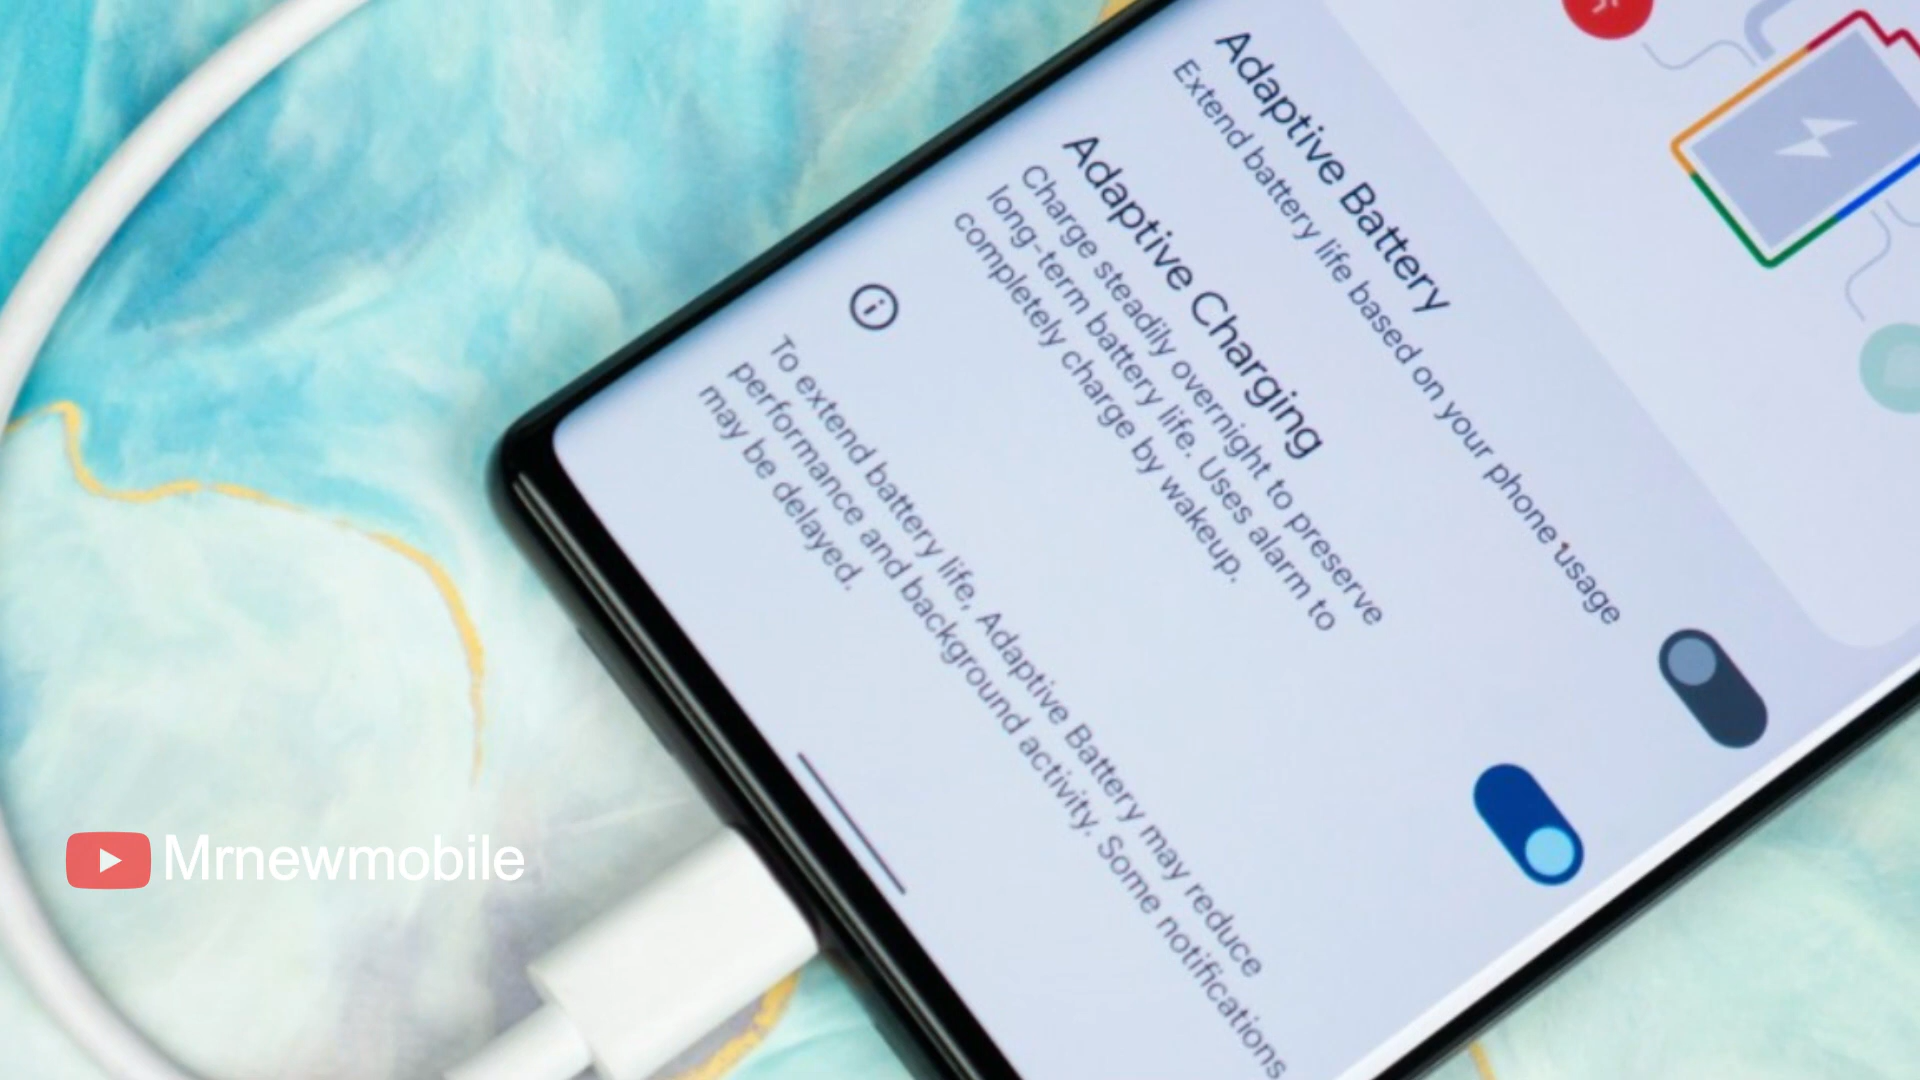 Adaptive Battery
Extend battery life based on your phone usage
Adaptive Charging
Charge steadily overnight to preserve
long-term battery life. Uses alarm to
completely charge by wakeup.
To extend battery life, Adaptive Battery may reduce
performance and background activity. Some notifications
may be delayed.
Mrnewmobile